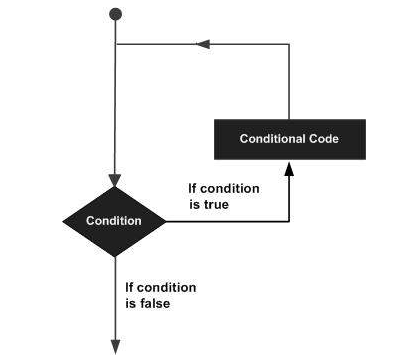 Conditional Code
If condition
is true
Condition
If condition
is false